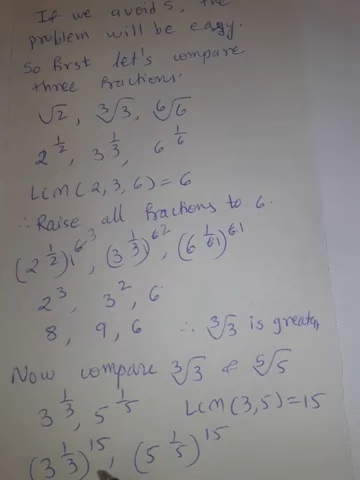 If we avoid 5, the
problem will be easy.
So first let's compare
three fractions.
√2, ∛3, ⁶√6
2^(1/2), 3^(1/3), 6^(1/6)
LCM(2,3,6) = 6
∴ Raise all fractions to 6.
(2^(1/2))^6 3, (3^(1/3))^6 2, (6^(1/6))^6 1
2³, 3², 6
8, 9, 6 ∴ ∛3 is greater
Now compare ∛3 & ⁵√5
3^(1/3), 5^(1/5) LCM(3,5)=15
(3^(1/3))^15, (5^(1/5))^15